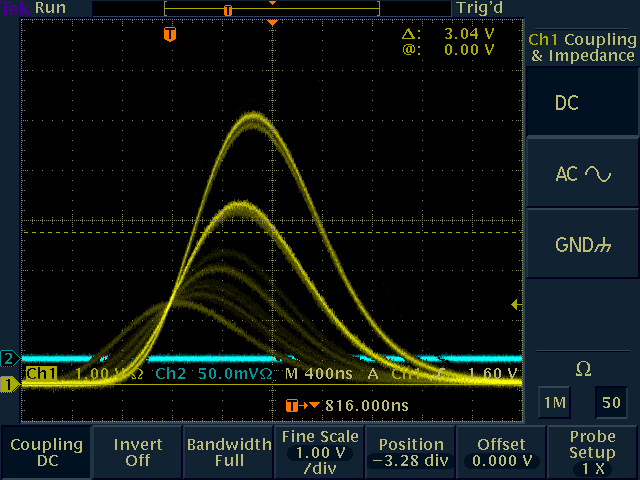 Tek Run Trig'd
T
T
Δ: 3.04 V
@: 0.00 V
Ch1 Coupling
& Impedance
DC
AC
GND
2
1
Ch1 1.00 VΩ Ch2 50.0mVΩ M 400ns A Ch1 1.60 V
T 816.000ns
Ω
1M 50
Coupling
DC
Invert
Off
Bandwidth
Full
Fine Scale
1.00 V
/div
Position
−3.28 div
Offset
0.000 V
Probe
Setup
1 X